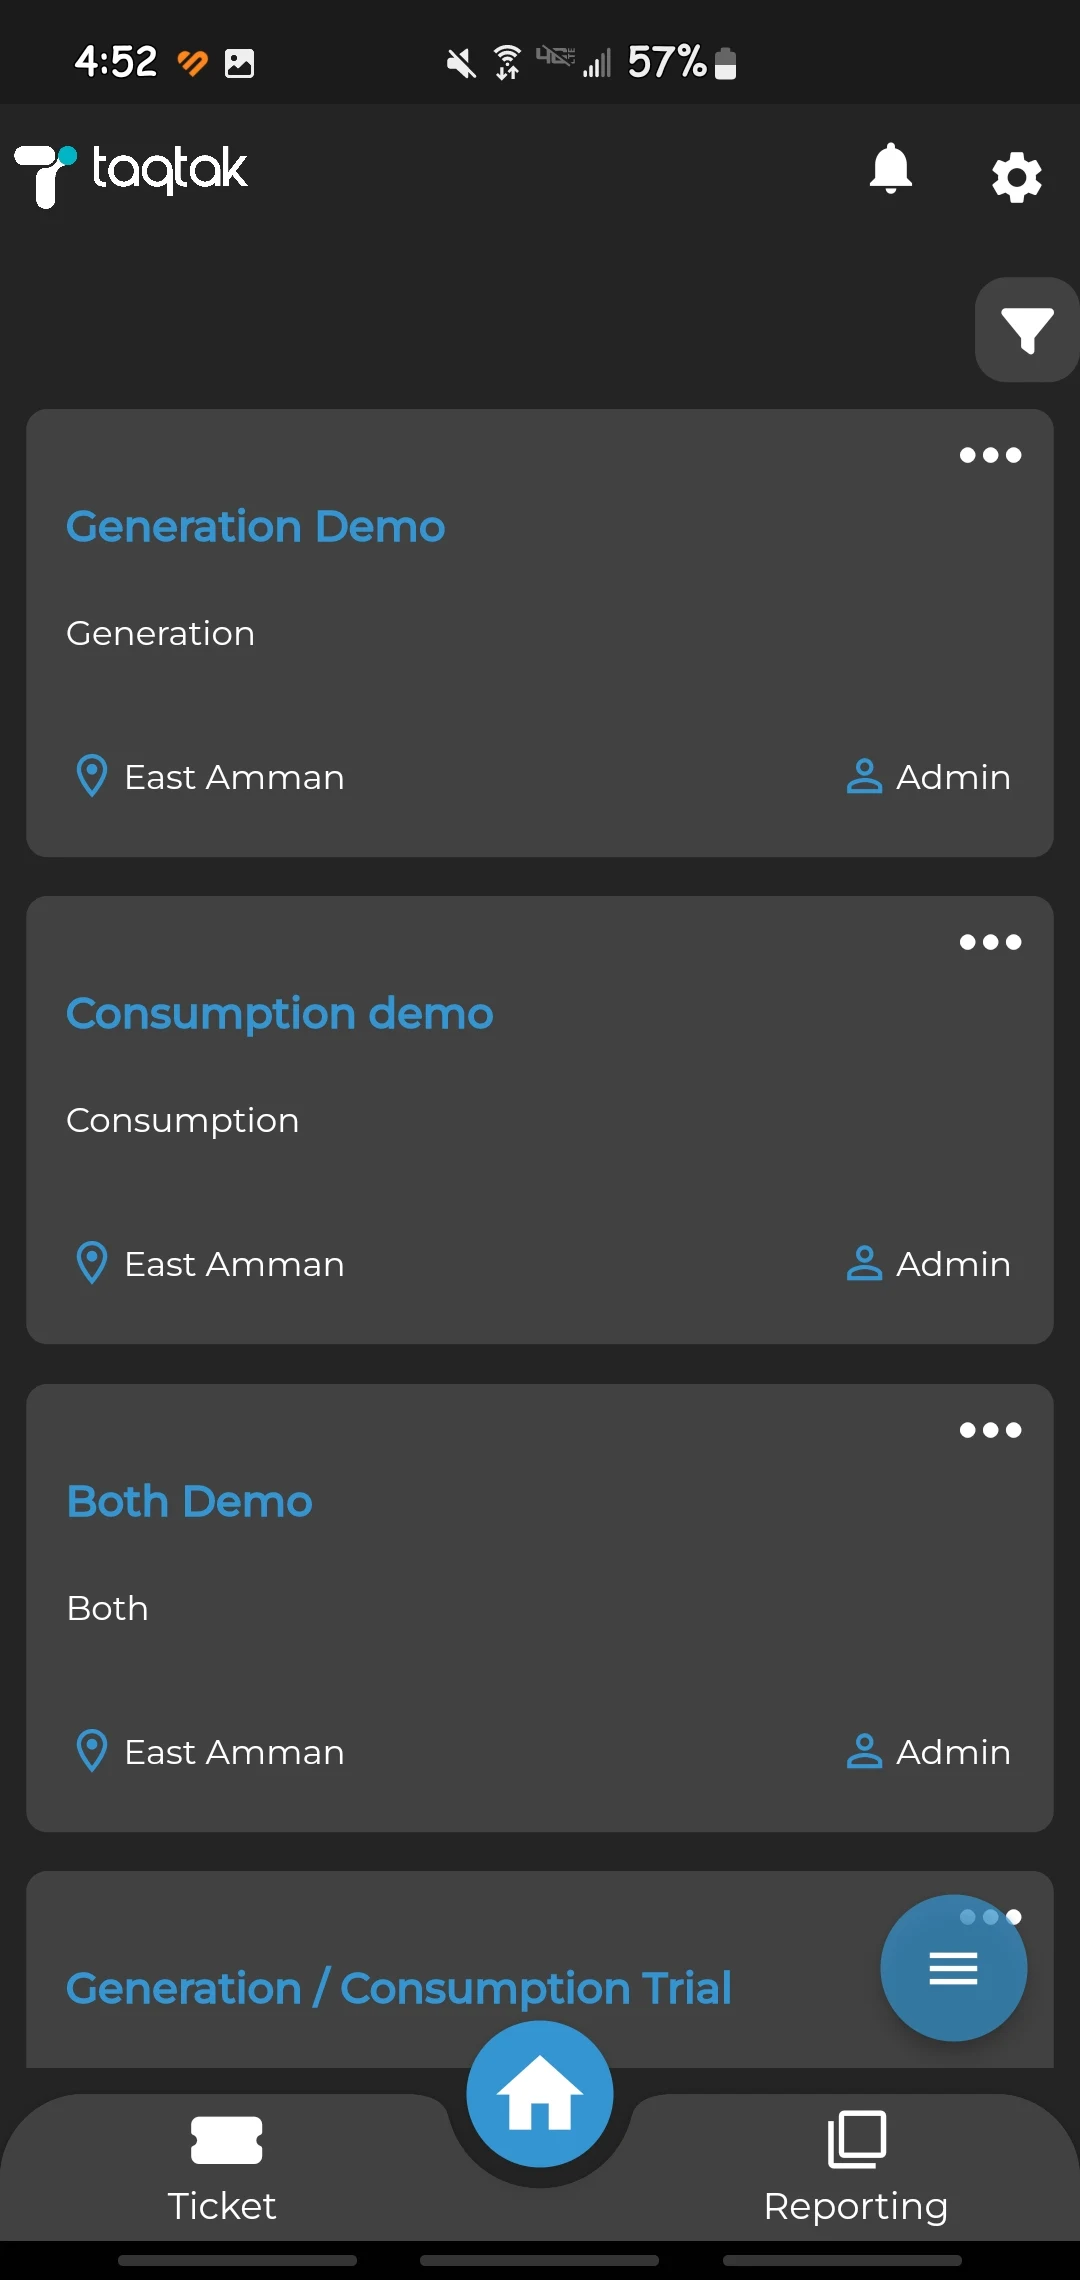 4:52 57%
taqtak
Generation Demo
Generation
East Amman Admin
Consumption demo
Consumption
East Amman Admin
Both Demo
Both
East Amman Admin
Generation / Consumption Trial
Ticket Reporting